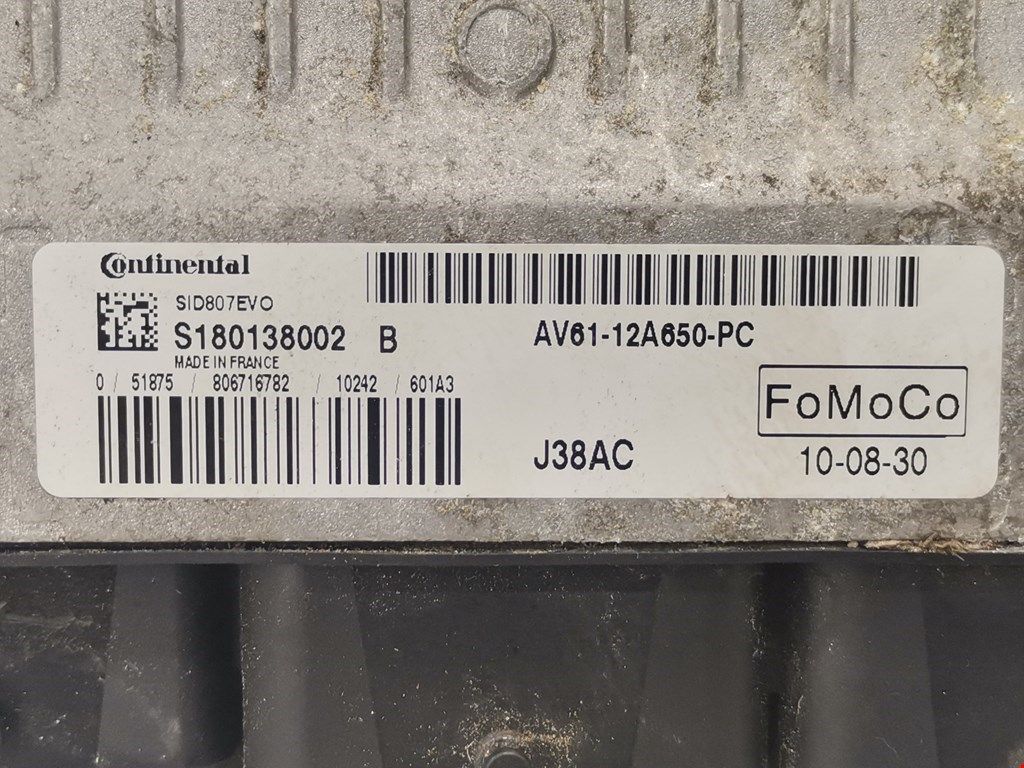 Continental
SID807EVO
S180138002 B
AV61-12A650-PC
MADE IN FRANCE
0 / 51875 / 806716782 / 10242 / 601A3
FoMoCo
J38AC
10-08-30